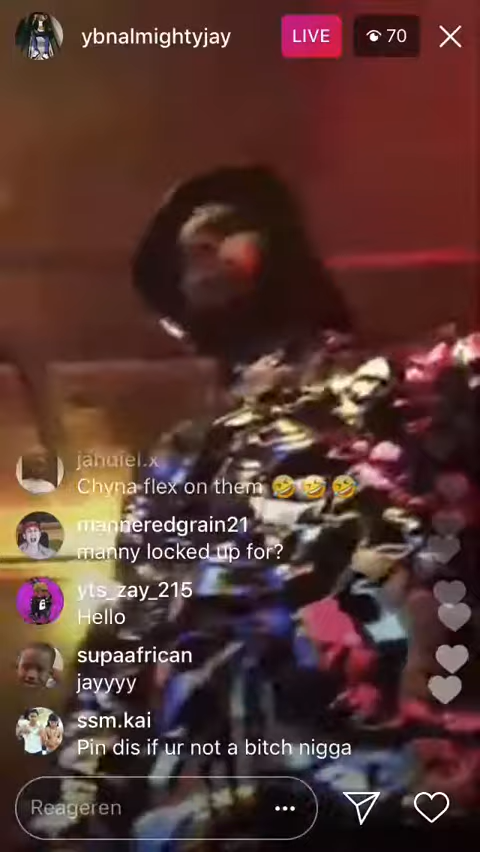 ybnalmightyjay
LIVE
70
jahdiel.x
Chyna flex on them 🤣🤣🤣
manneredgrain21
manny locked up for?
yts_zay_215
Hello
supaafrican
jayyyy
ssm.kai
Pin dis if ur not a bitch nigga
Reageren